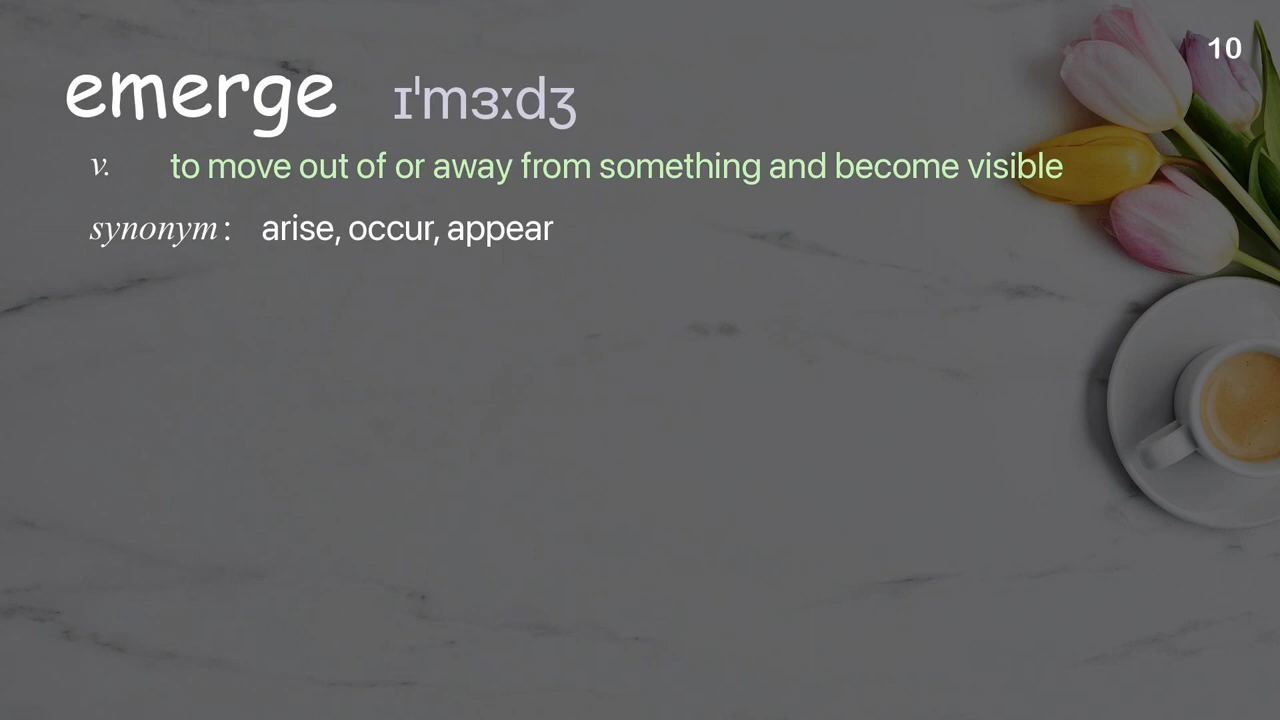 10
emerge ɪˈmɜːdʒ
v. to move out of or away from something and become visible
synonym: arise, occur, appear